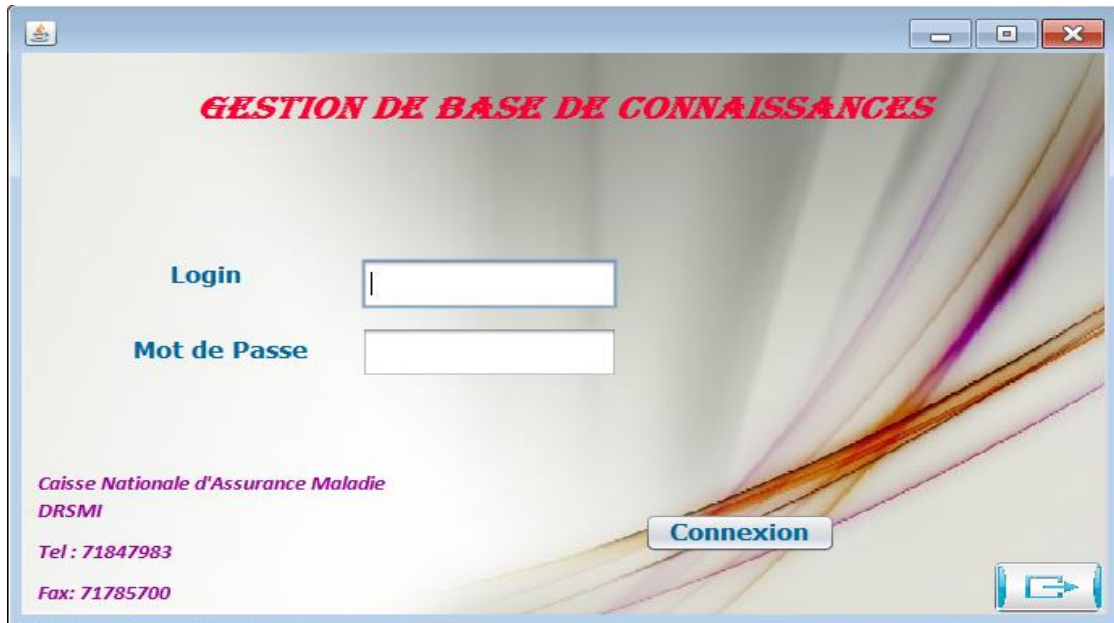 GESTION DE BASE DE CONNAISSANCES
Login
Mot de Passe
Caisse Nationale d'Assurance Maladie
DRSMI
Tel : 71847983
Fax: 71785700
Connexion